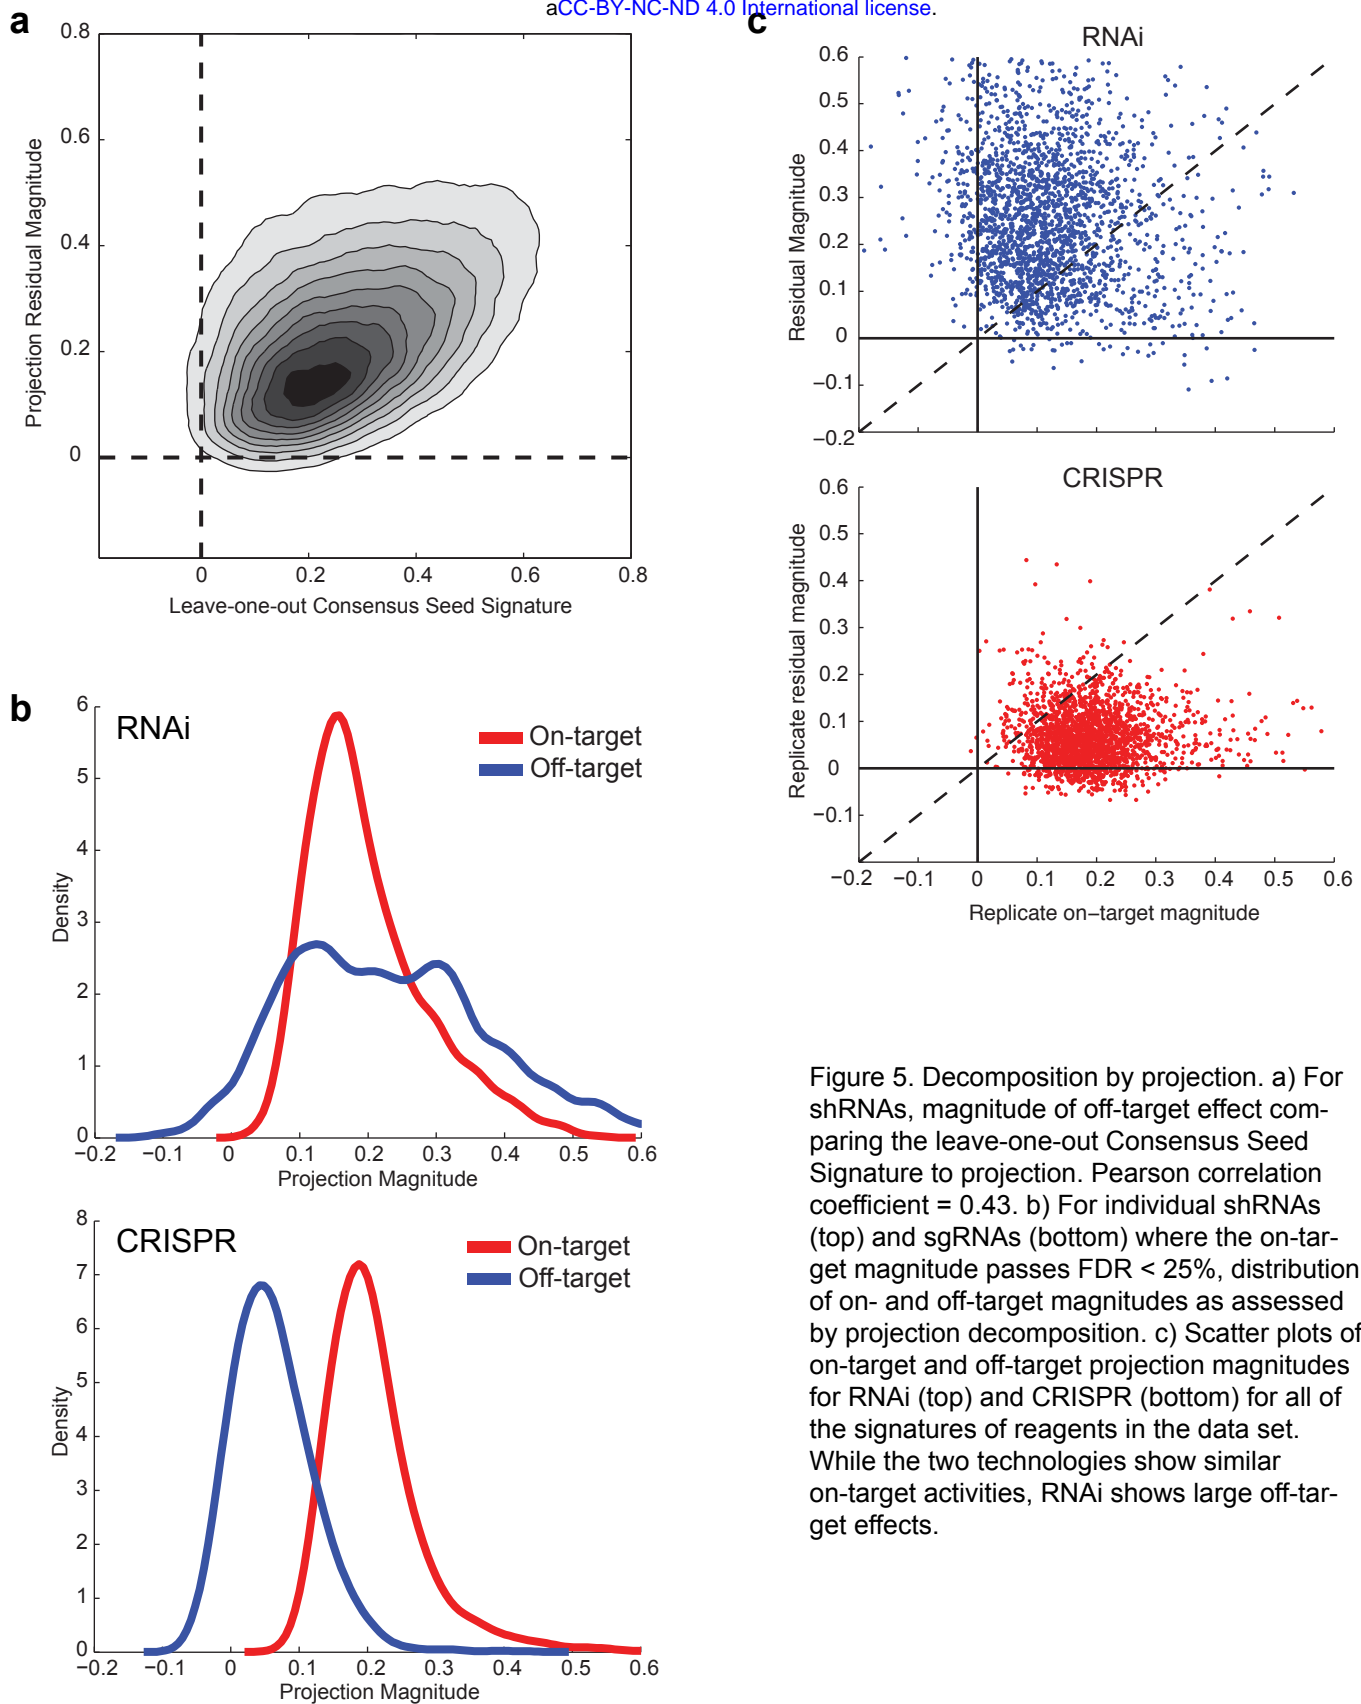 aCC-BY-NC-ND 4.0 International license.
a
0.8
0.6
0.4
0.2
0
Projection Residual Magnitude
0
0.2
0.4
0.6
0.8
Leave-one-out Consensus Seed Signature
b
RNAi
On-target
Off-target
6
5
4
3
2
1
0
Density
−0.2
−0.1
0
0.1
0.2
0.3
0.4
0.5
0.6
Projection Magnitude
CRISPR
On-target
Off-target
8
7
6
5
4
3
2
1
0
Density
−0.2
−0.1
0
0.1
0.2
0.3
0.4
0.5
0.6
Projection Magnitude
c
RNAi
0.6
0.5
0.4
0.3
0.2
0.1
0
−0.1
−0.2
Residual Magnitude
CRISPR
0.6
0.5
0.4
0.3
0.2
0.1
0
−0.1
Replicate residual magnitude
−0.2
−0.1
0
0.1
0.2
0.3
0.4
0.5
0.6
Replicate on−target magnitude
Figure 5. Decomposition by projection. a) For
shRNAs, magnitude of off-target effect com-
paring the leave-one-out Consensus Seed
Signature to projection. Pearson correlation
coefficient = 0.43. b) For individual shRNAs
(top) and sgRNAs (bottom) where the on-tar-
get magnitude passes FDR < 25%, distribution
of on- and off-target magnitudes as assessed
by projection decomposition. c) Scatter plots of
on-target and off-target projection magnitudes
for RNAi (top) and CRISPR (bottom) for all of
the signatures of reagents in the data set.
While the two technologies show similar
on-target activities, RNAi shows large off-tar-
get effects.